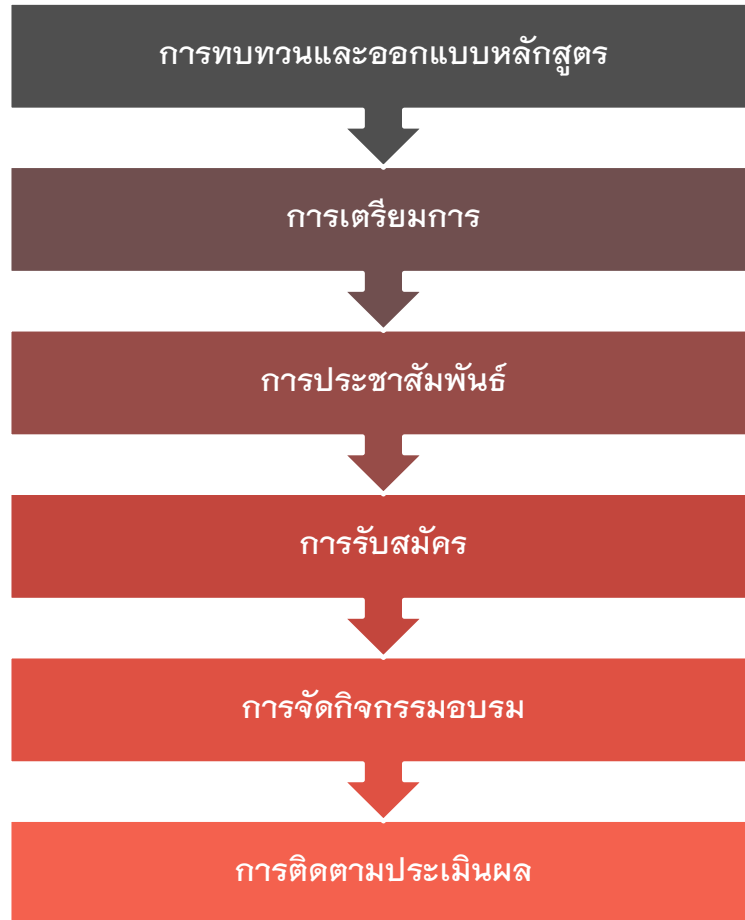 การทบทวนและออกแบบหลักสูตร
การเตรียมการ
การประชาสัมพันธ์
การรับสมัคร
การจัดกิจกรรมอบรม
การติดตามประเมินผล